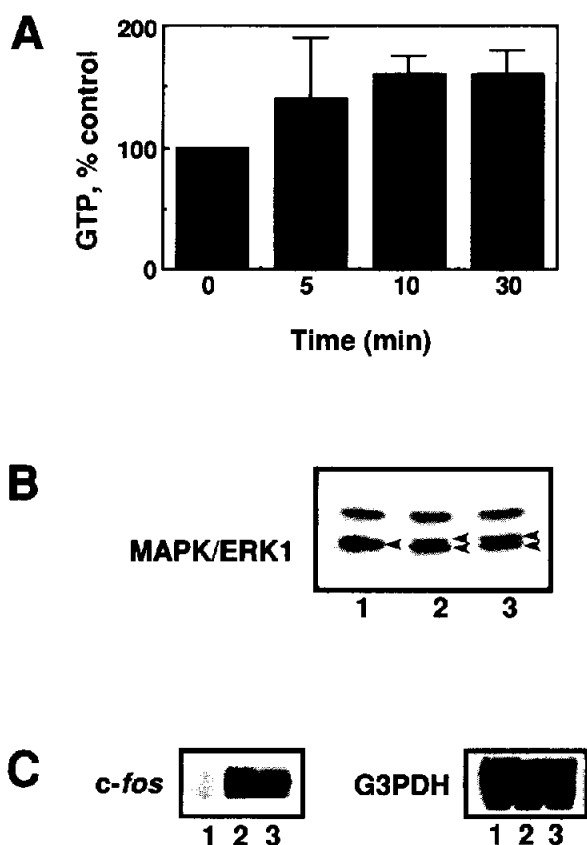 A
200
100
0
GTP, % control
0 5 10 30
Time (min)
B
MAPK/ERK1
1 2 3
C
c-fos
1 2 3
G3PDH
1 2 3